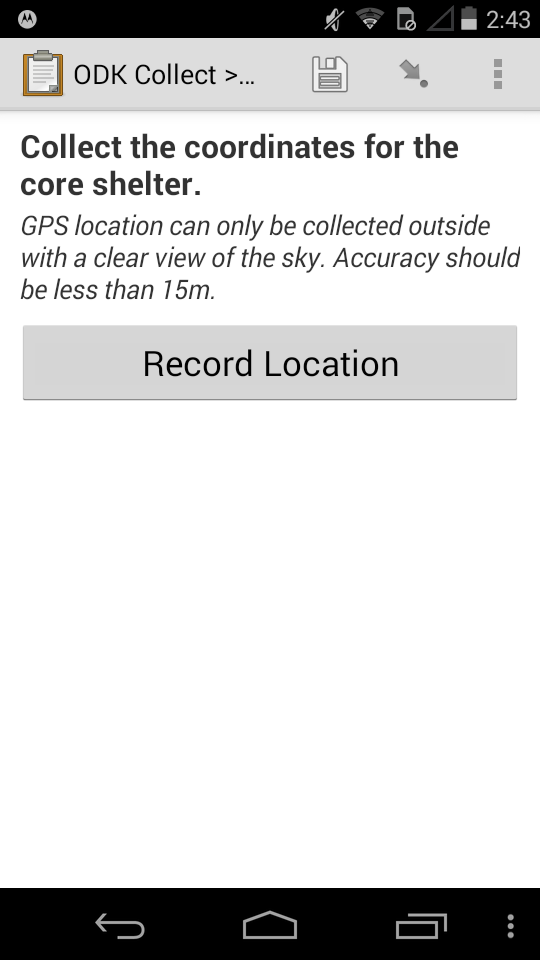 2:43
ODK Collect >...
Collect the coordinates for the
core shelter.
GPS location can only be collected outside
with a clear view of the sky. Accuracy should
be less than 15m.
Record Location